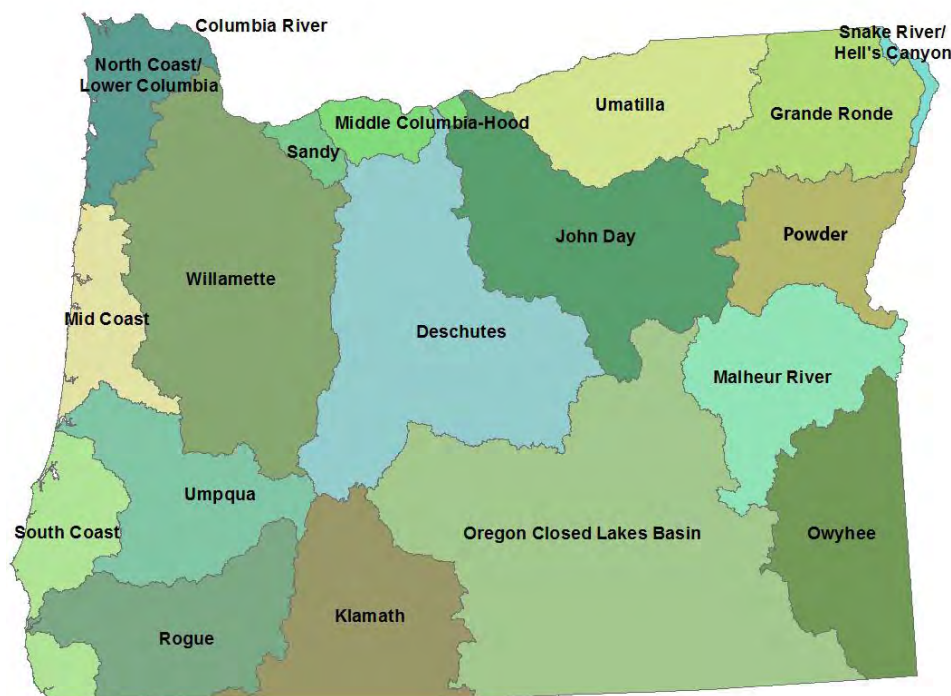 Columbia River
Snake River/
Hell's Canyon
North Coast/
Lower Columbia
Umatilla
Grande Ronde
Middle Columbia-Hood
Sandy
John Day
Powder
Willamette
Mid Coast
Deschutes
Malheur River
Umpqua
South Coast
Oregon Closed Lakes Basin
Owyhee
Klamath
Rogue